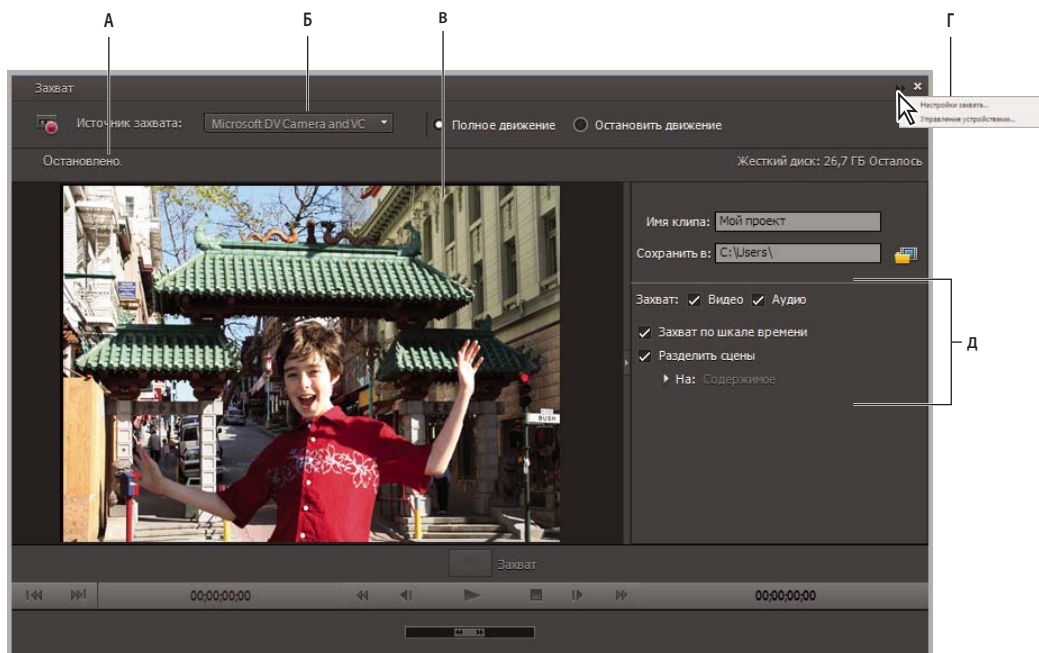 А Б В Г
Захват
Настройки захвата...
Управление устройствами...
Источник захвата: Microsoft DV Camera and VC Полное движение Остановить движение
Остановлено. Жесткий диск: 26,7 ГБ Осталось
Имя клипа: Мой проект
Сохранить в: C:\Users\
Захват: Видео Аудио
Захват по шкале времени
Д
Разделить сцены
На: Содержимое
BUSH
Захват
00;00;00;00 00;00;00;00